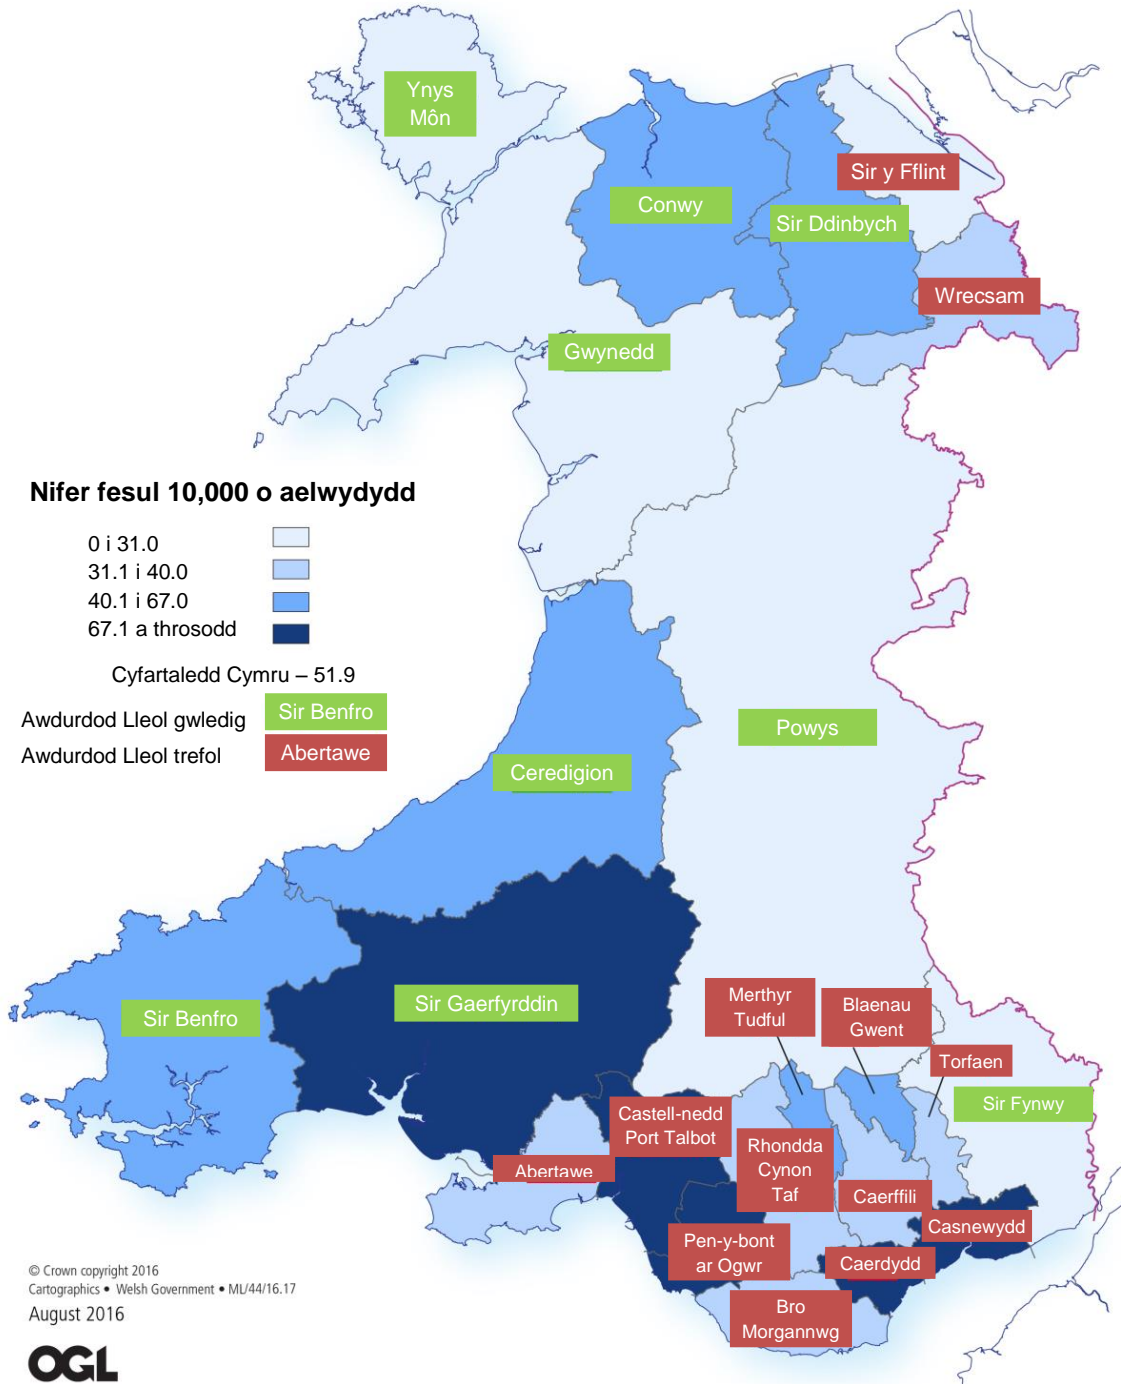 Ynys
Môn
Sir y Fflint
Conwy
Sir Ddinbych
Wrecsam
Gwynedd
Nifer fesul 10,000 o aelwydydd
0 i 31.0
31.1 i 40.0
40.1 i 67.0
67.1 a throsodd
Cyfartaledd Cymru – 51.9
Awdurdod Lleol gwledig
Sir Benfro
Awdurdod Lleol trefol
Abertawe
Powys
Ceredigion
Merthyr
Tudful
Blaenau
Gwent
Sir Gaerfyrddin
Sir Benfro
Torfaen
Sir Fynwy
Castell-nedd
Port Talbot
Rhondda
Cynon
Taf
Abertawe
Caerffili
Casnewydd
Pen-y-bont
ar Ogwr
Caerdydd
Bro
Morgannwg
© Crown copyright 2016
Cartographics • Welsh Government • ML/44/16.17
August 2016
OGL